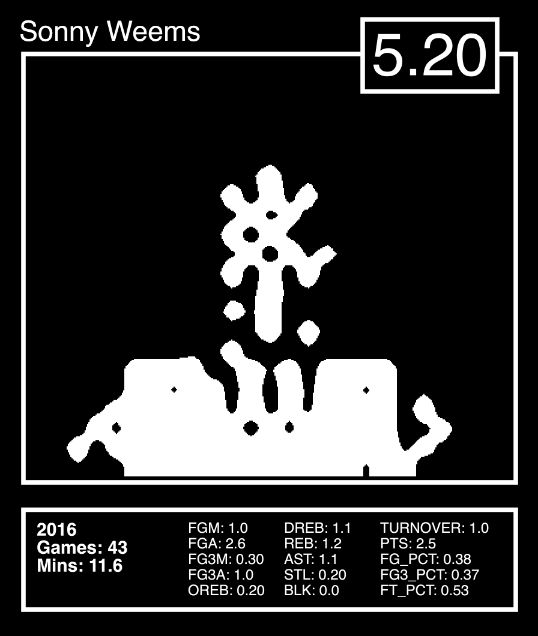 Sonny Weems
5.20
2016
Games: 43
Mins: 11.6
FGM: 1.0
FGA: 2.6
FG3M: 0.30
FG3A: 1.0
OREB: 0.20
DREB: 1.1
REB: 1.2
AST: 1.1
STL: 0.20
BLK: 0.0
TURNOVER: 1.0
PTS: 2.5
FG_PCT: 0.38
FG3_PCT: 0.37
FT_PCT: 0.53